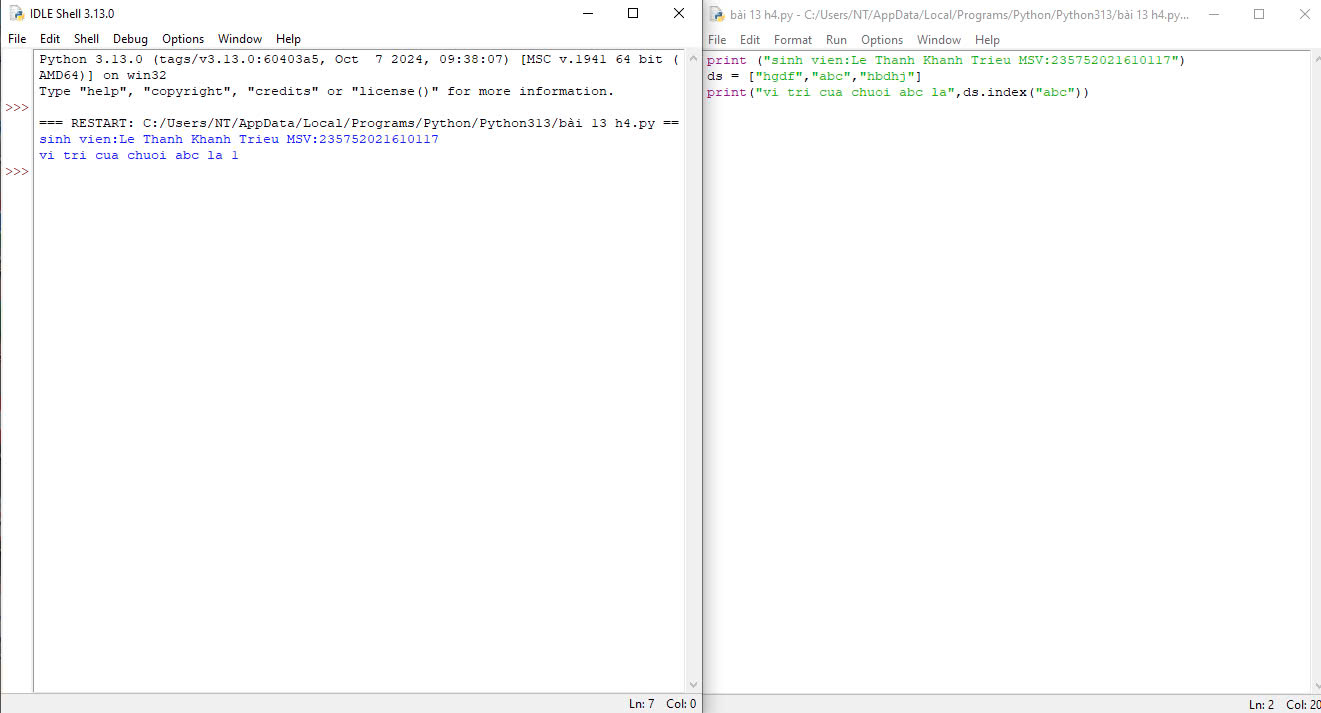 IDLE Shell 3.13.0
File Edit Shell Debug Options Window Help
Python 3.13.0 (tags/v3.13.0:60403a5, Oct  7 2024, 09:38:07) [MSC v.1941 64 bit (
AMD64)] on win32
Type "help", "copyright", "credits" or "license()" for more information.
>>>
=== RESTART: C:/Users/NT/AppData/Local/Programs/Python/Python313/bài 13 h4.py ==
sinh vien:Le Thanh Khanh Trieu MSV:235752021610117
vi tri cua chuoi abc la 1
>>>
Ln: 7 Col: 0
bài 13 h4.py - C:/Users/NT/AppData/Local/Programs/Python/Python313/bài 13 h4.py...
File Edit Format Run Options Window Help
print ("sinh vien:Le Thanh Khanh Trieu MSV:235752021610117")
ds = ["hgdf","abc","hbdhj"]
print("vi tri cua chuoi abc la",ds.index("abc"))
Ln: 2 Col: 20